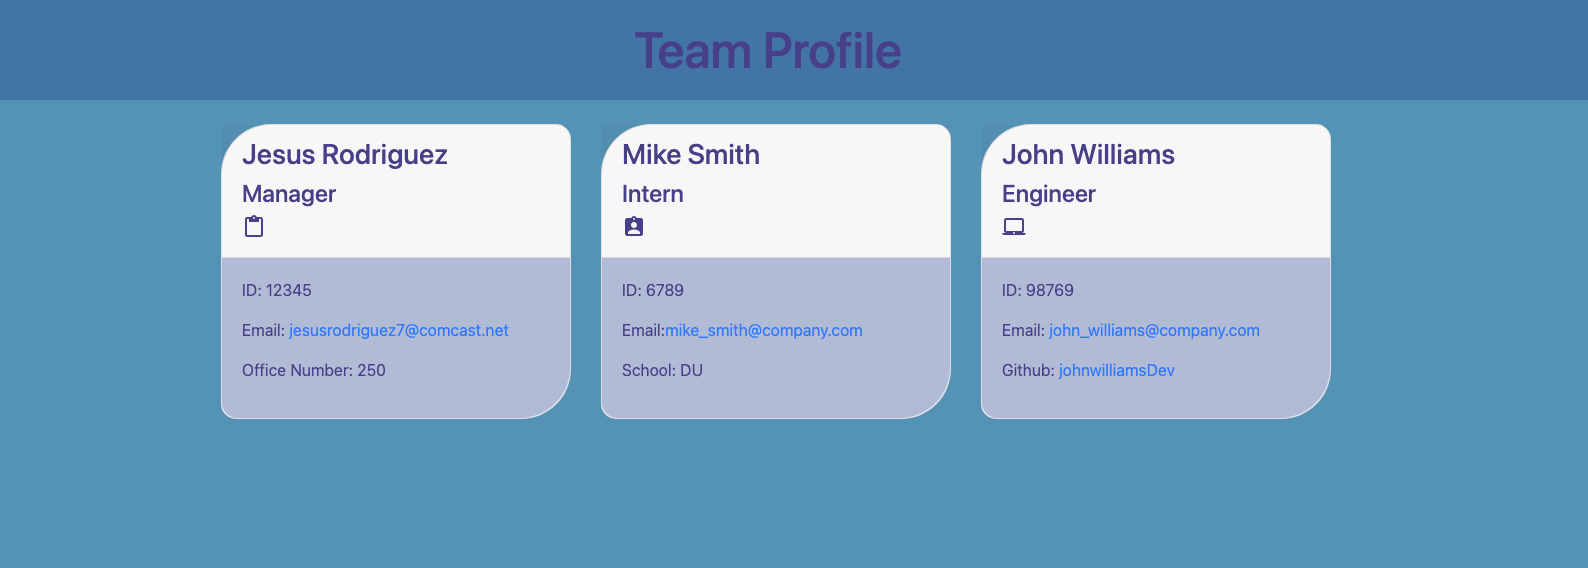 Team Profile
Jesus Rodriguez
Manager
ID: 12345
Email: jesusrodriguez7@comcast.net
Office Number: 250
Mike Smith
Intern
ID: 6789
Email:mike_smith@company.com
School: DU
John Williams
Engineer
ID: 98769
Email: john_williams@company.com
Github: johnwilliamsDev